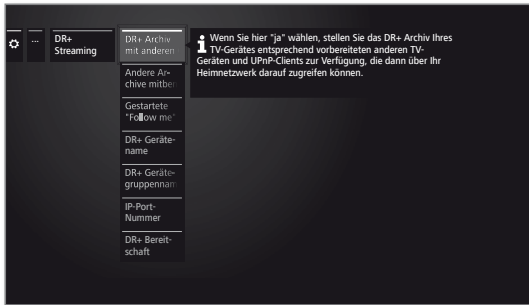 ...
DR+
Streaming
DR+ Archiv
mit anderen
Andere Ar-
chive mitben
Gestartete
"Follow me"
DR+ Geräte-
name
DR+ Geräte-
gruppennam
IP-Port-
Nummer
DR+ Bereit-
schaft
Wenn Sie hier "ja" wählen, stellen Sie das DR+ Archiv Ihres
TV-Gerätes entsprechend vorbereiteten anderen TV-
Geräten und UPnP-Clients zur Verfügung, die dann über Ihr
Heimnetzwerk darauf zugreifen können.